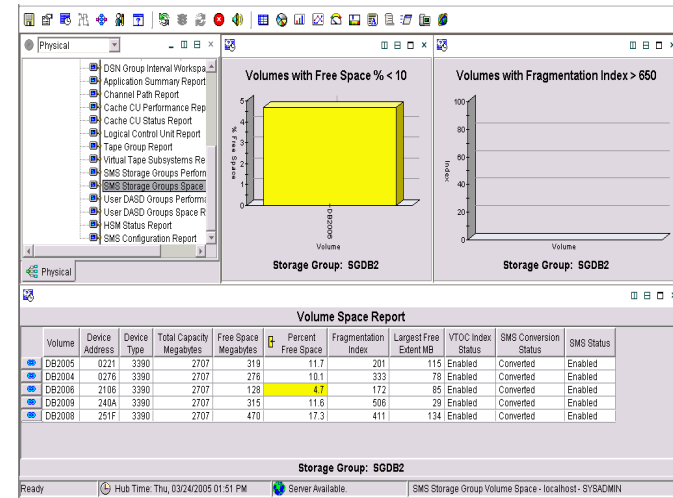 Physical
DSN Group Interval Workspa
Application Summary Report
Channel Path Report
Cache CU Performance Rep
Cache CU Status Report
Logical Control Unit Report
Tape Group Report
Virtual Tape Subsystems Re
SMS Storage Groups Perform
SMS Storage Groups Space
User DASD Groups Performa
User DASD Groups Space R
HSM Status Report
SMS Configuration Report
Physical
Volumes with Free Space % < 10
5
4
3
2
1
0
% Free Space
DB2006
Volume
Storage Group: SGDB2
Volumes with Fragmentation Index > 650
100
80
60
40
20
0
Index
Volume
Storage Group: SGDB2
Volume Space Report
Volume Device Address Device Type Total Capacity Megabytes Free Space Megabytes Percent Free Space Fragmentation Index Largest Free Extent MB VTOC Index Status SMS Conversion Status SMS Status
DB2005 0221 3390 2707 319 11.7 201 115 Enabled Converted Enabled
DB2004 0276 3390 2707 276 10.1 333 78 Enabled Converted Enabled
DB2006 2106 3390 2707 128 4.7 172 85 Enabled Converted Enabled
DB2009 240A 3390 2707 315 11.6 506 29 Enabled Converted Enabled
DB2008 251F 3390 2707 470 17.3 411 134 Enabled Converted Enabled
Storage Group: SGDB2
Ready
Hub Time: Thu, 03/24/2005 01:51 PM
Server Available.
SMS Storage Group Volume Space - localhost - SYSADMIN